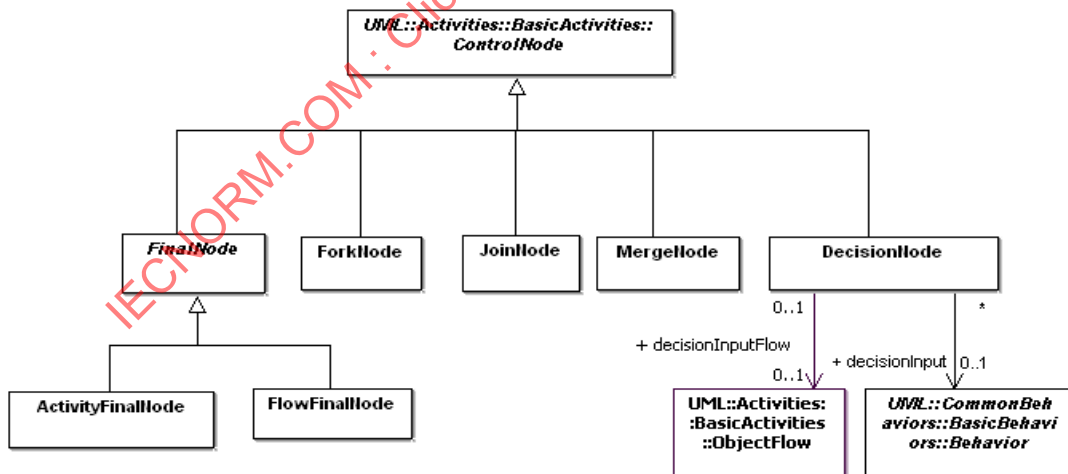 UML::Activities::BasicActivities::
ControlNode
IECNORM.COM : Clic
FinalNode
ForkNode
JoinNode
MergeNode
DecisionNode
0..1
*
+ decisionInputFlow
+ decisionInput
0..1
0..1
ActivityFinalNode
FlowFinalNode
UML::Activities:
:BasicActivities
::ObjectFlow
UML::CommonBeh
aviors::BasicBehavi
ors::Behavior